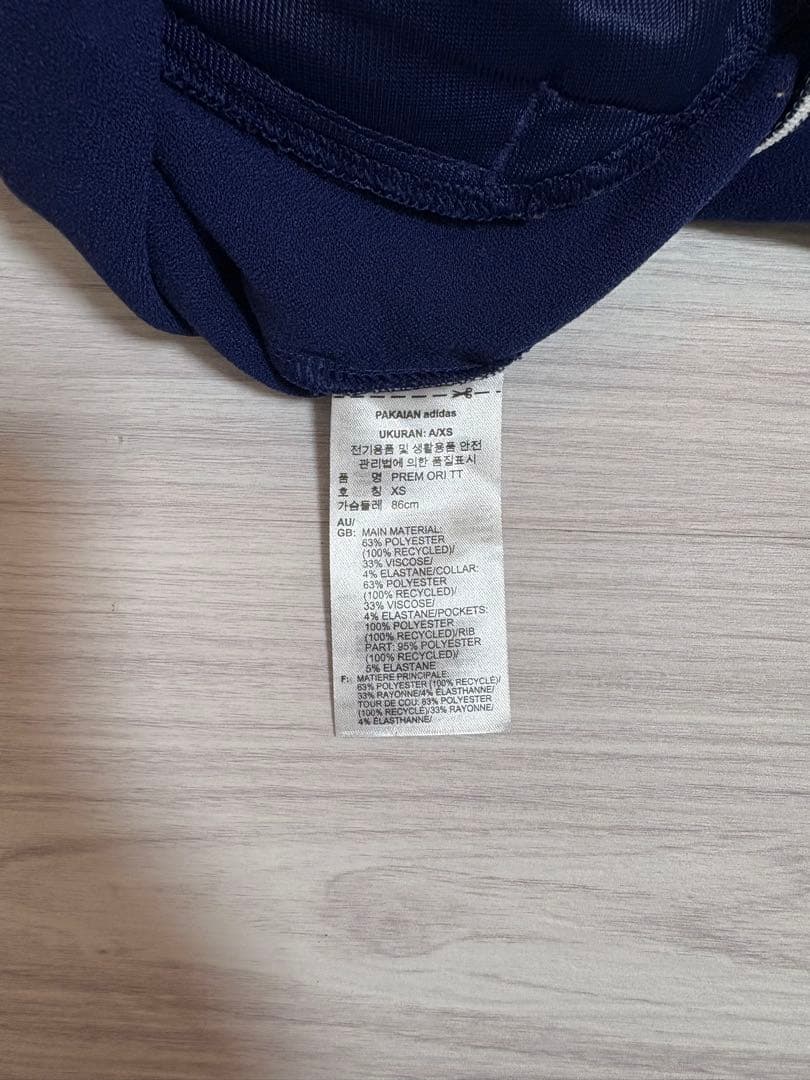 PAKAIAN adidas
UKURAN: A/XS
전기용품 및 생활용품 안전
관리법에 의한 품질표시
품 명 PREM ORI TT
호 칭 XS
가슴둘레 86cm
AU/
GB: MAIN MATERIAL:
63% POLYESTER
(100% RECYCLED)/
33% VISCOSE/
4% ELASTANE/COLLAR:
63% POLYESTER
(100% RECYCLED)/
33% VISCOSE/
4% ELASTANE/POCKETS:
100% POLYESTER
(100% RECYCLED)/RIB
PART: 95% POLYESTER
(100% RECYCLED)/
5% ELASTANE
F: MATIERE PRINCIPALE:
63% POLYESTER (100% RECYCLÉ)/
33% RAYONNE/4% ÉLASTHANNE/
TOUR DE COU: 63% POLYESTER
(100% RECYCLÉ)/33% RAYONNE/
4% ÉLASTHANNE/